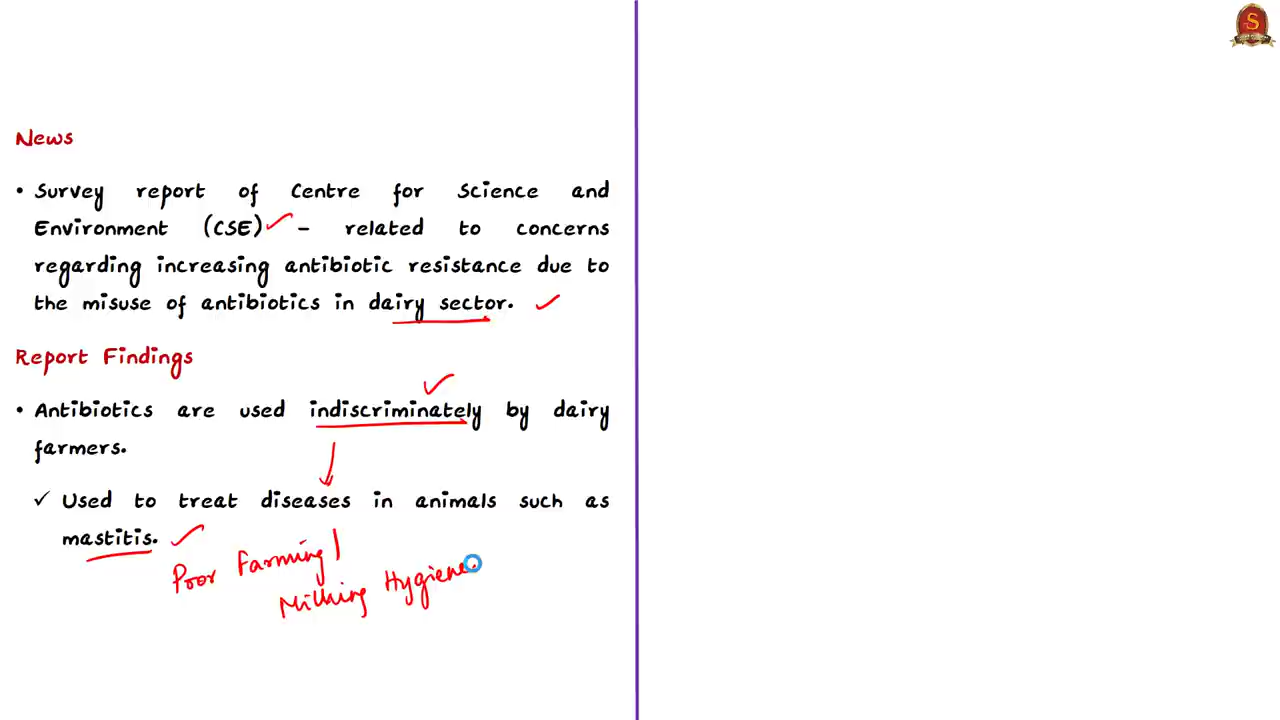 S
News
• Survey report of Centre for Science and
Environment (CSE) – related to concerns
regarding increasing antibiotic resistance due to
the misuse of antibiotics in dairy sector.
Report Findings
• Antibiotics are used indiscriminately by dairy
farmers.
✓ Used to treat diseases in animals such as
mastitis.
Poor Farming/
Milking Hygiene